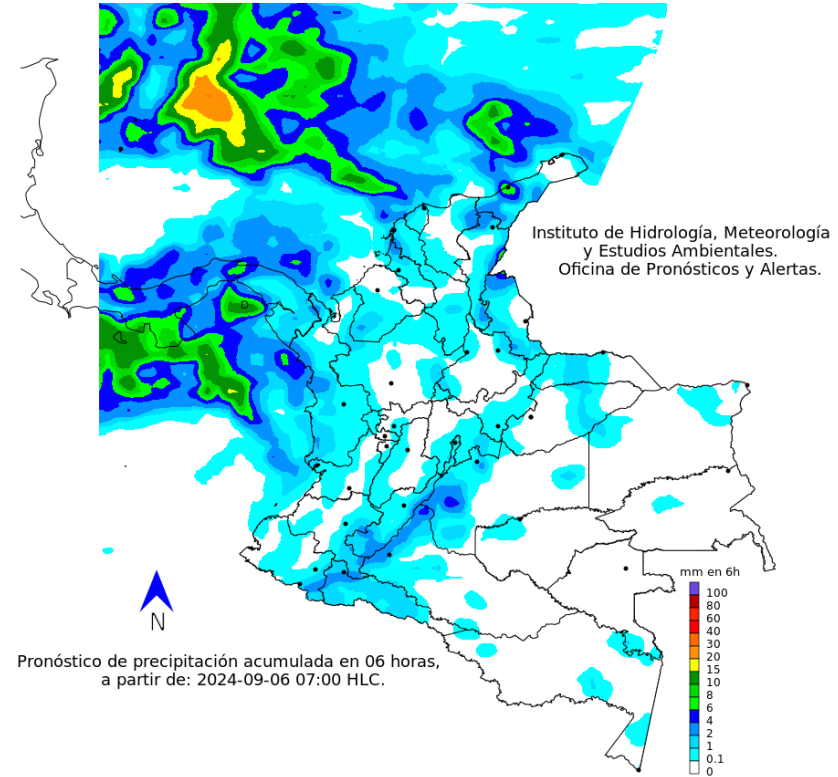 Instituto de Hidrología, Meteorología
y Estudios Ambientales.
Oficina de Pronósticos y Alertas.
mm en 6h
100
80
60
40
30
20
15
10
8
6
4
2
1
0.1
0
N
Pronóstico de precipitación acumulada en 06 horas,
a partir de: 2024-09-06 07:00 HLC.